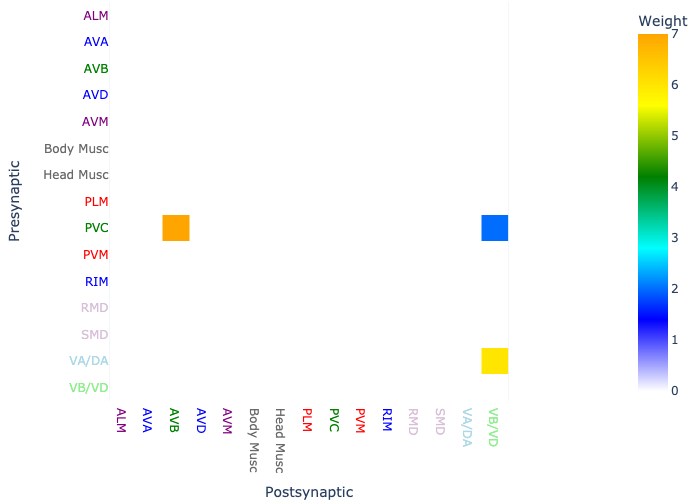 Weight
ALM
AVA
AVB
AVD
AVM
Body Musc
Head Musc
PLM
PVC
PVM
RIM
RMD
SMD
VA/DA
VB/VD
Presynaptic
7
6
5
4
3
2
1
0
ALM
AVA
AVB
AVD
AVM
Body Musc
Head Musc
PLM
PVC
PVM
RIM
RMD
SMD
VA/DA
VB/VD
Postsynaptic